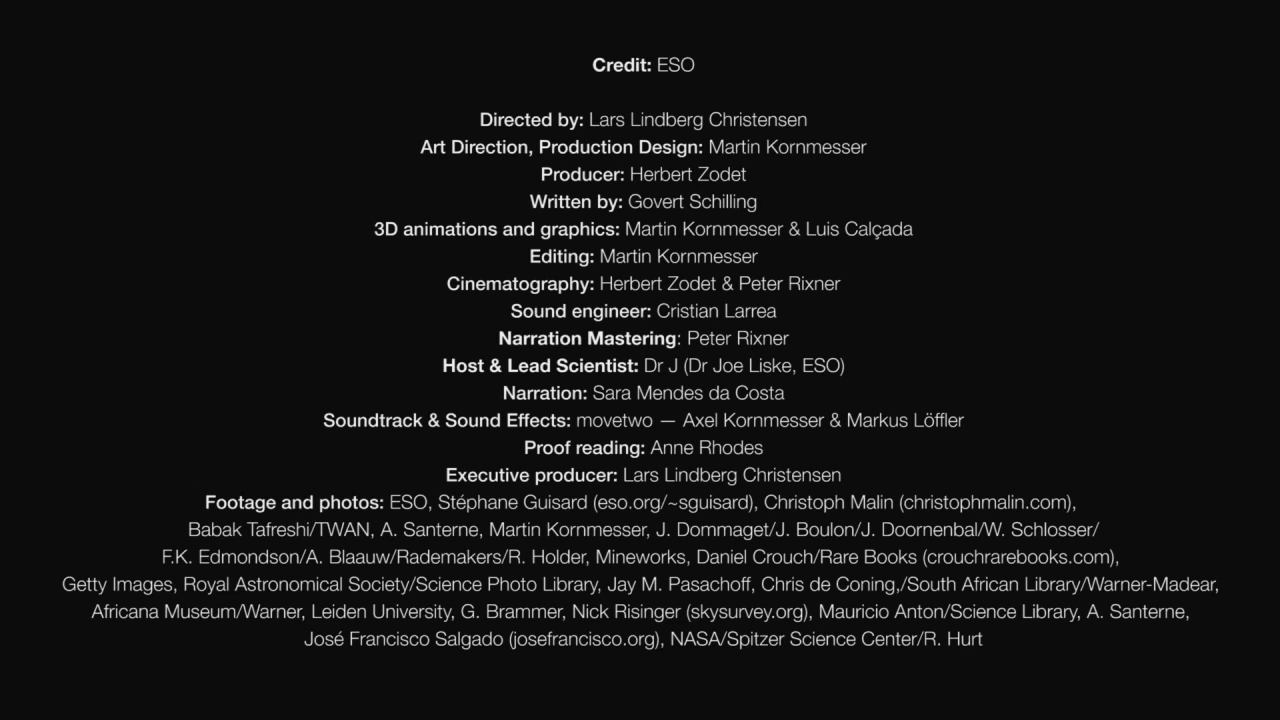 Credit: ESO
Directed by: Lars Lindberg Christensen
Art Direction, Production Design: Martin Kornmesser
Producer: Herbert Zodet
Written by: Govert Schilling
3D animations and graphics: Martin Kornmesser & Luis Calçada
Editing: Martin Kornmesser
Cinematography: Herbert Zodet & Peter Rixner
Sound engineer: Cristian Larrea
Narration Mastering: Peter Rixner
Host & Lead Scientist: Dr J (Dr Joe Liske, ESO)
Narration: Sara Mendes da Costa
Soundtrack & Sound Effects: movetwo — Axel Kornmesser & Markus Löffler
Proof reading: Anne Rhodes
Executive producer: Lars Lindberg Christensen
Footage and photos: ESO, Stéphane Guisard (eso.org/~sguisard), Christoph Malin (christophmalin.com),
Babak Tafreshi/TWAN, A. Santerne, Martin Kornmesser, J. Dommaget/J. Boulon/J. Doornenbal/W. Schlosser/
F.K. Edmondson/A. Blaauw/Rademakers/R. Holder, Mineworks, Daniel Crouch/Rare Books (crouchrarebooks.com),
Getty Images, Royal Astronomical Society/Science Photo Library, Jay M. Pasachoff, Chris de Coning,/South African Library/Warner-Madear,
Africana Museum/Warner, Leiden University, G. Brammer, Nick Risinger (skysurvey.org), Mauricio Anton/Science Library, A. Santerne,
José Francisco Salgado (josefrancisco.org), NASA/Spitzer Science Center/R. Hurt